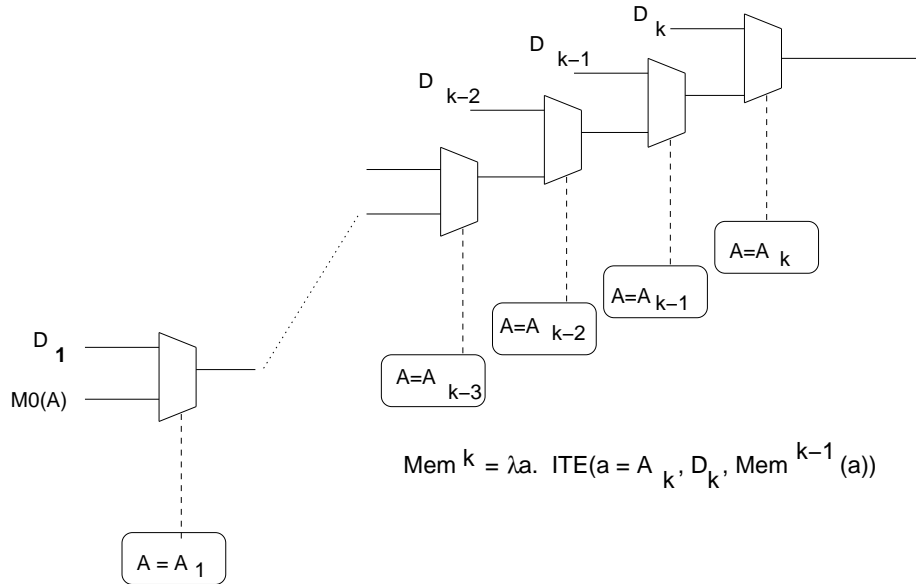 D k
D k−1
D k−2
A=A k
A=A k−1
A=A k−2
D 1
A=A k−3
M0(A)
Mem k = λa. ITE(a = A k, D k, Mem k−1 (a))
A = A 1